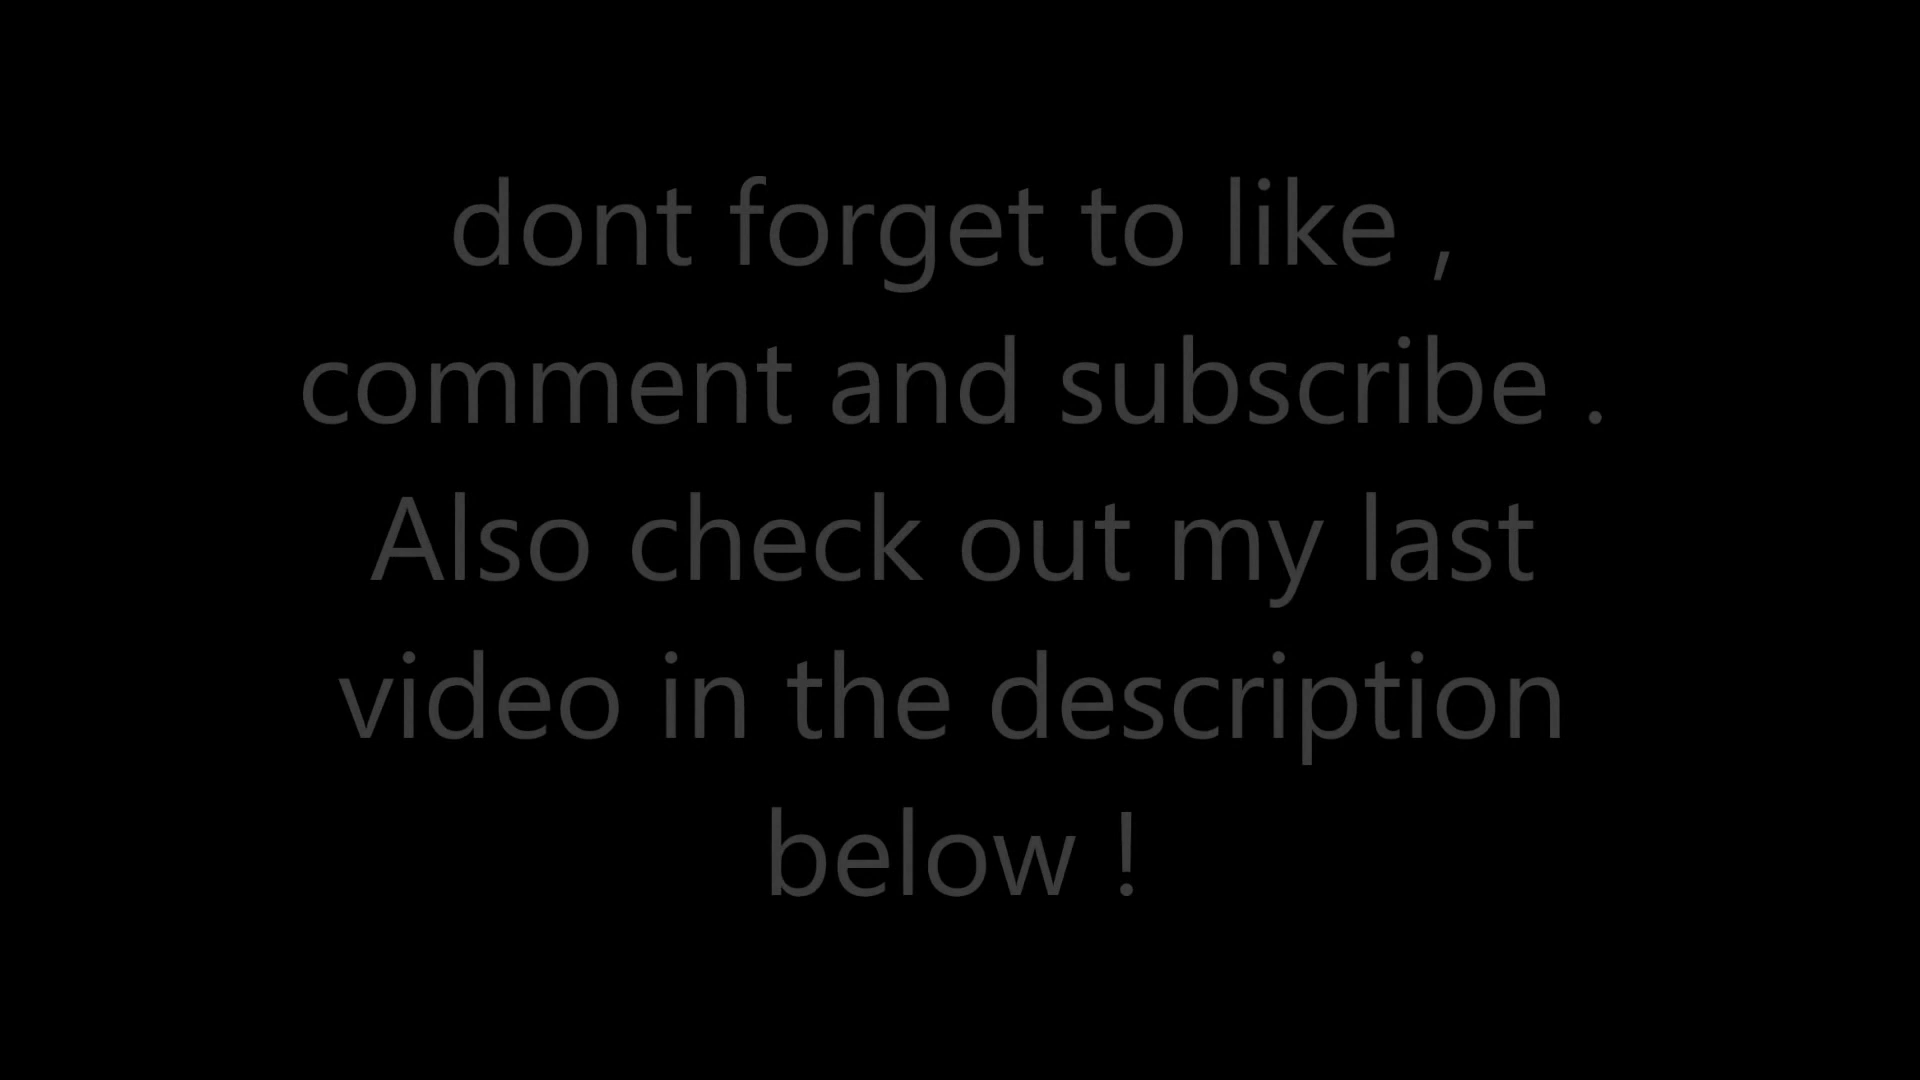 dont forget to like ,
comment and subscribe .
Also check out my last
video in the description
below !